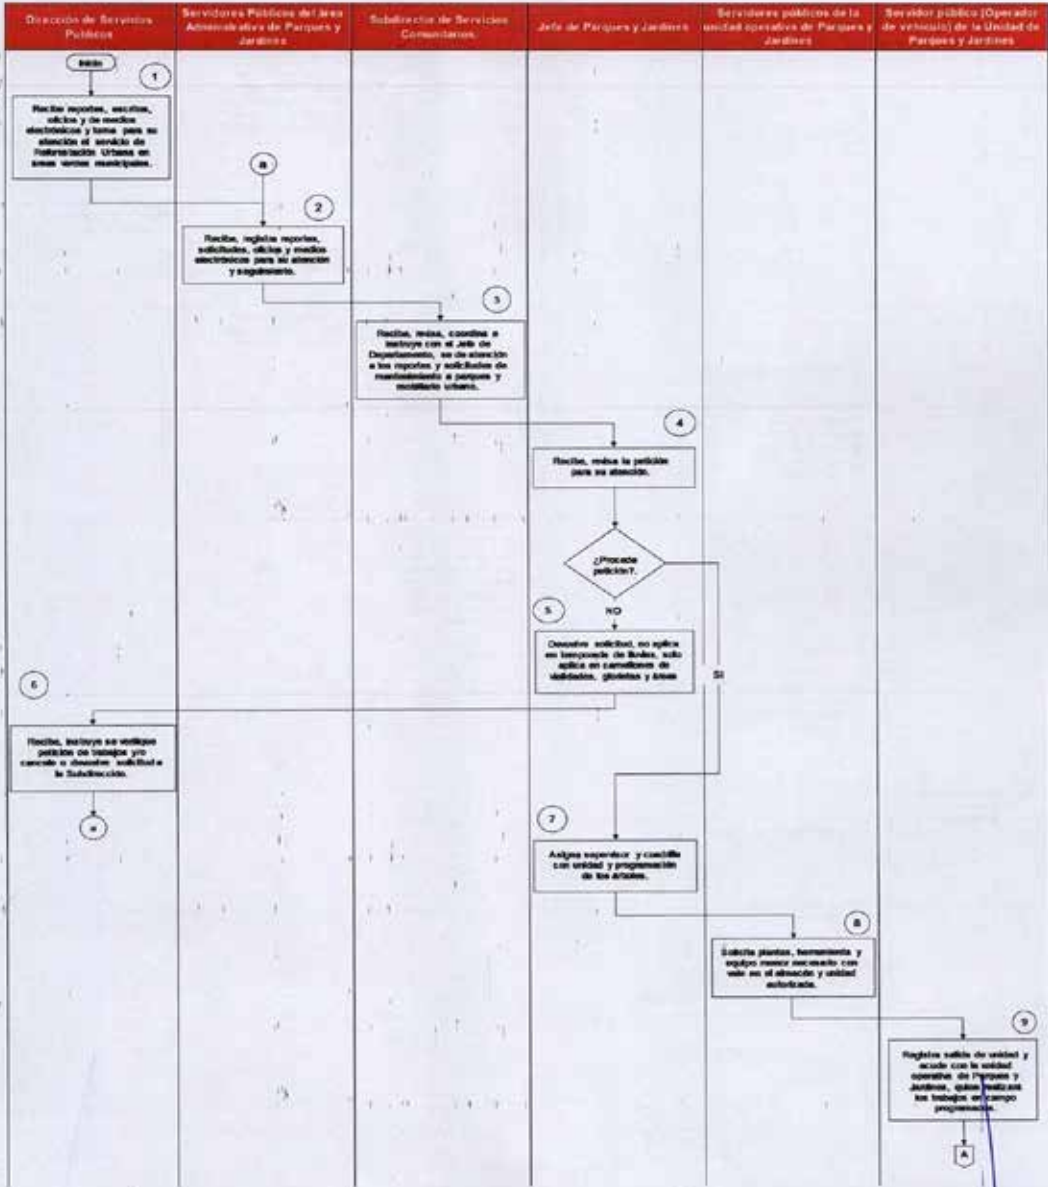 Dirección de Servicios
Públicos
Servidores Públicos del área
Administrativa de Parques y
Jardines
Subdirector de Servicios
Comunitarios.
Jefe de Parques y Jardines
Servidores públicos de la
unidad operativa de Parques y
Jardines
Servidor público (Operador
de vehículo) de la Unidad de
Parques y Jardines
Inicio
1
Recibe reportes, escritos,
oficios y de medios
electrónicos y turna para su
atención el servicio de
Reforestación Urbana en
áreas verdes municipales.
a
2
Recibe, registra reportes,
solicitudes, oficios y medios
electrónicos para su atención
y seguimiento.
3
Recibe, revisa, coordina e
instruye con el Jefe de
Departamento, se de atención
a los reportes y solicitudes de
mantenimiento a parques y
mobiliario urbano.
4
Recibe, revisa la petición
para su atención.
¿Procede
petición?.
NO
SI
5
Devuelve solicitud, no aplica
en temporada de lluvias, solo
aplica en camellones de
vialidades, glorietas y áreas
6
Recibe, instruye se verifique
petición de trabajos y/o
cancele o devuelve solicitud a
la Subdirección.
a
7
Asigna supervisor y cuadrilla
con unidad y programación
de los árboles.
8
Solicita plantas, herramienta y
equipo menor necesario con
vale en el almacén y unidad
autorizada.
9
Registra salida de unidad y
acude con la unidad
operativa de Parques y
Jardines, quien realizará
los trabajos en campo
programados.
A